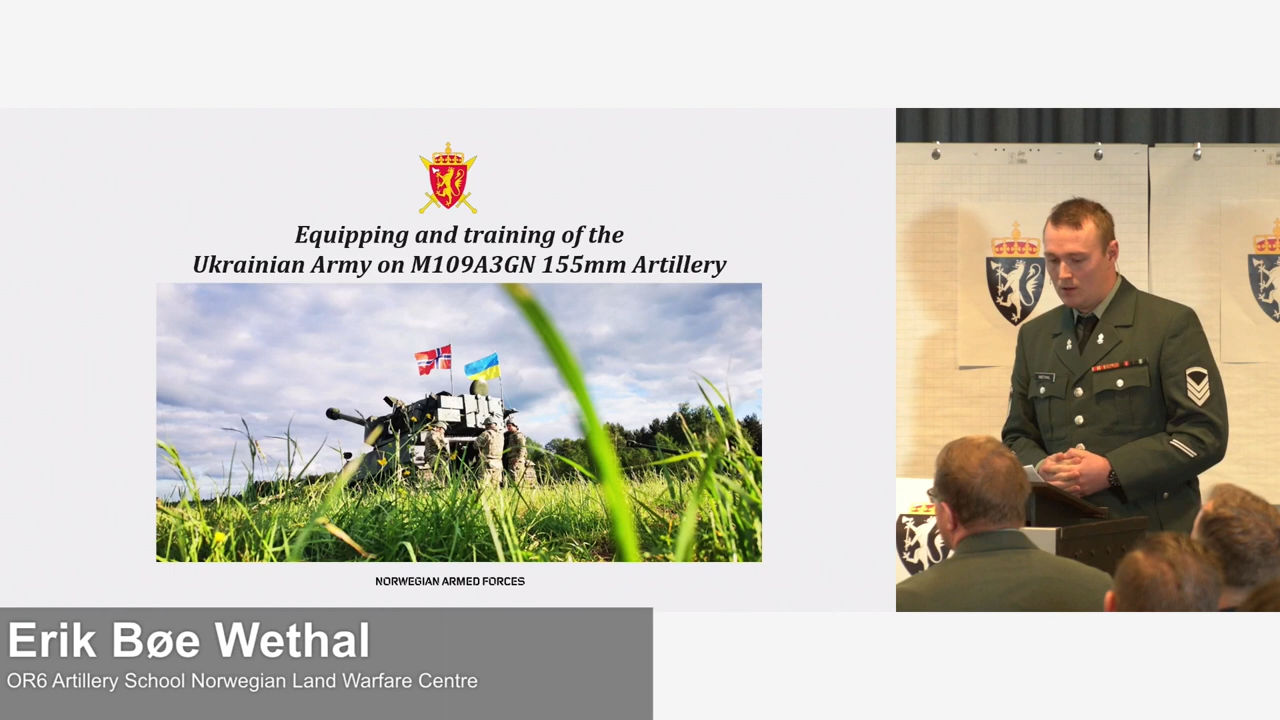 Equipping and training of the
Ukrainian Army on M109A3GN 155mm Artillery
NORWEGIAN ARMED FORCES
Erik Bøe Wethal
OR6 Artillery School Norwegian Land Warfare Centre